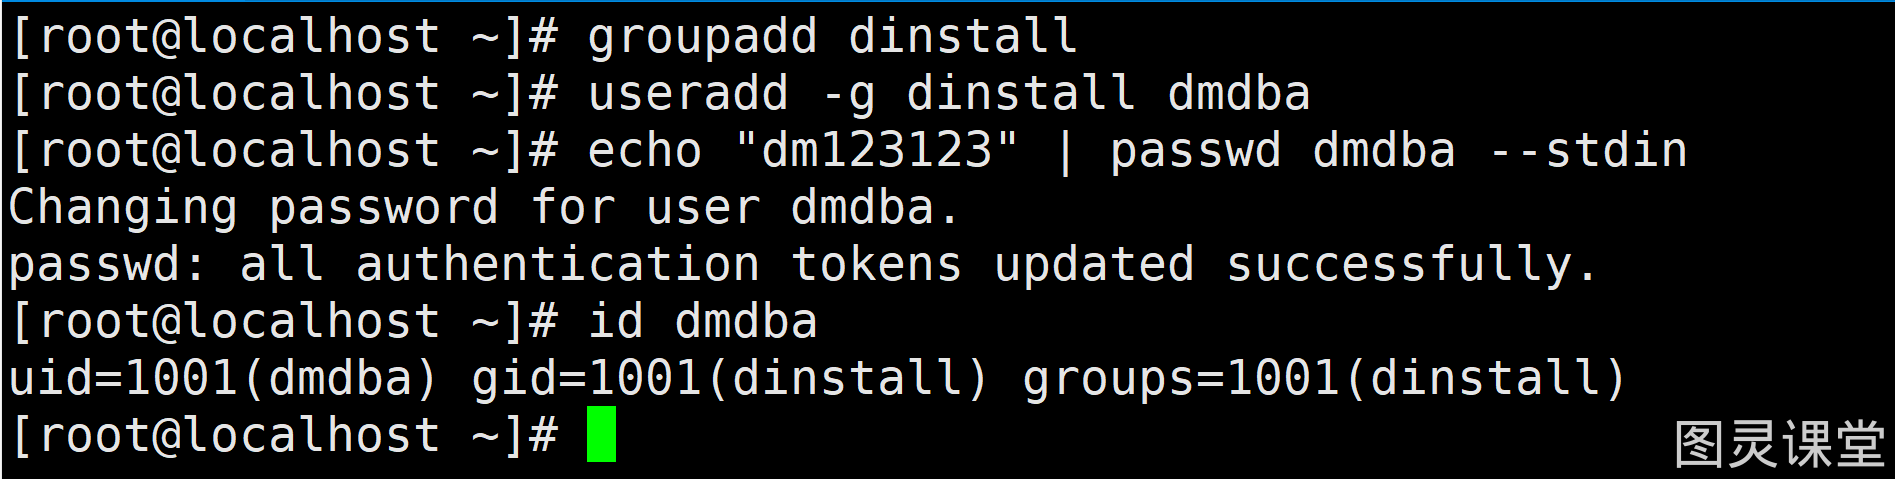 [root@localhost ~]# groupadd dinstall
[root@localhost ~]# useradd -g dinstall dmdba
[root@localhost ~]# echo "dm123123" | passwd dmdba --stdin
Changing password for user dmdba.
passwd: all authentication tokens updated successfully.
[root@localhost ~]# id dmdba
uid=1001(dmdba) gid=1001(dinstall) groups=1001(dinstall)
[root@localhost ~]#
图灵课堂